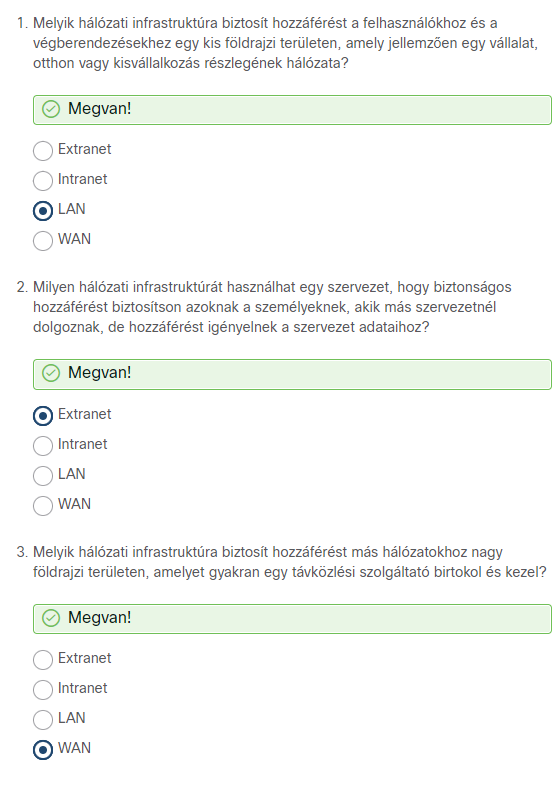 1. Melyik hálózati infrastruktúra biztosít hozzáférést a felhasználókhoz és a
végberendezésekhez egy kis földrajzi területen, amely jellemzően egy vállalat,
otthon vagy kisvállalkozás részlegének hálózata?
Megvan!
Extranet
Intranet
LAN
WAN
2. Milyen hálózati infrastruktúrát használhat egy szervezet, hogy biztonságos
hozzáférést biztosítson azoknak a személyeknek, akik más szervezetnél
dolgoznak, de hozzáférést igényelnek a szervezet adataihoz?
Megvan!
Extranet
Intranet
LAN
WAN
3. Melyik hálózati infrastruktúra biztosít hozzáférést más hálózatokhoz nagy
földrajzi területen, amelyet gyakran egy távközlési szolgáltató birtokol és kezel?
Megvan!
Extranet
Intranet
LAN
WAN